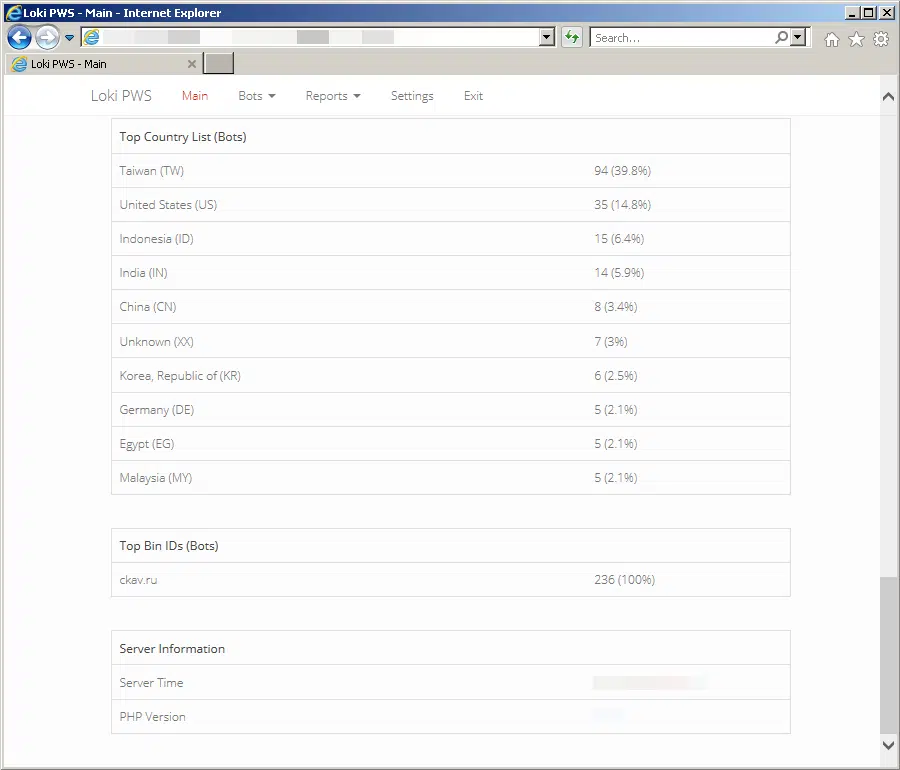 Loki PWS - Main - Internet Explorer
Search...
Loki PWS - Main
Loki PWS Main Bots Reports Settings Exit
Top Country List (Bots)
Taiwan (TW) 94 (39.8%)
United States (US) 35 (14.8%)
Indonesia (ID) 15 (6.4%)
India (IN) 14 (5.9%)
China (CN) 8 (3.4%)
Unknown (XX) 7 (3%)
Korea, Republic of (KR) 6 (2.5%)
Germany (DE) 5 (2.1%)
Egypt (EG) 5 (2.1%)
Malaysia (MY) 5 (2.1%)
Top Bin IDs (Bots)
ckav.ru 236 (100%)
Server Information
Server Time
PHP Version